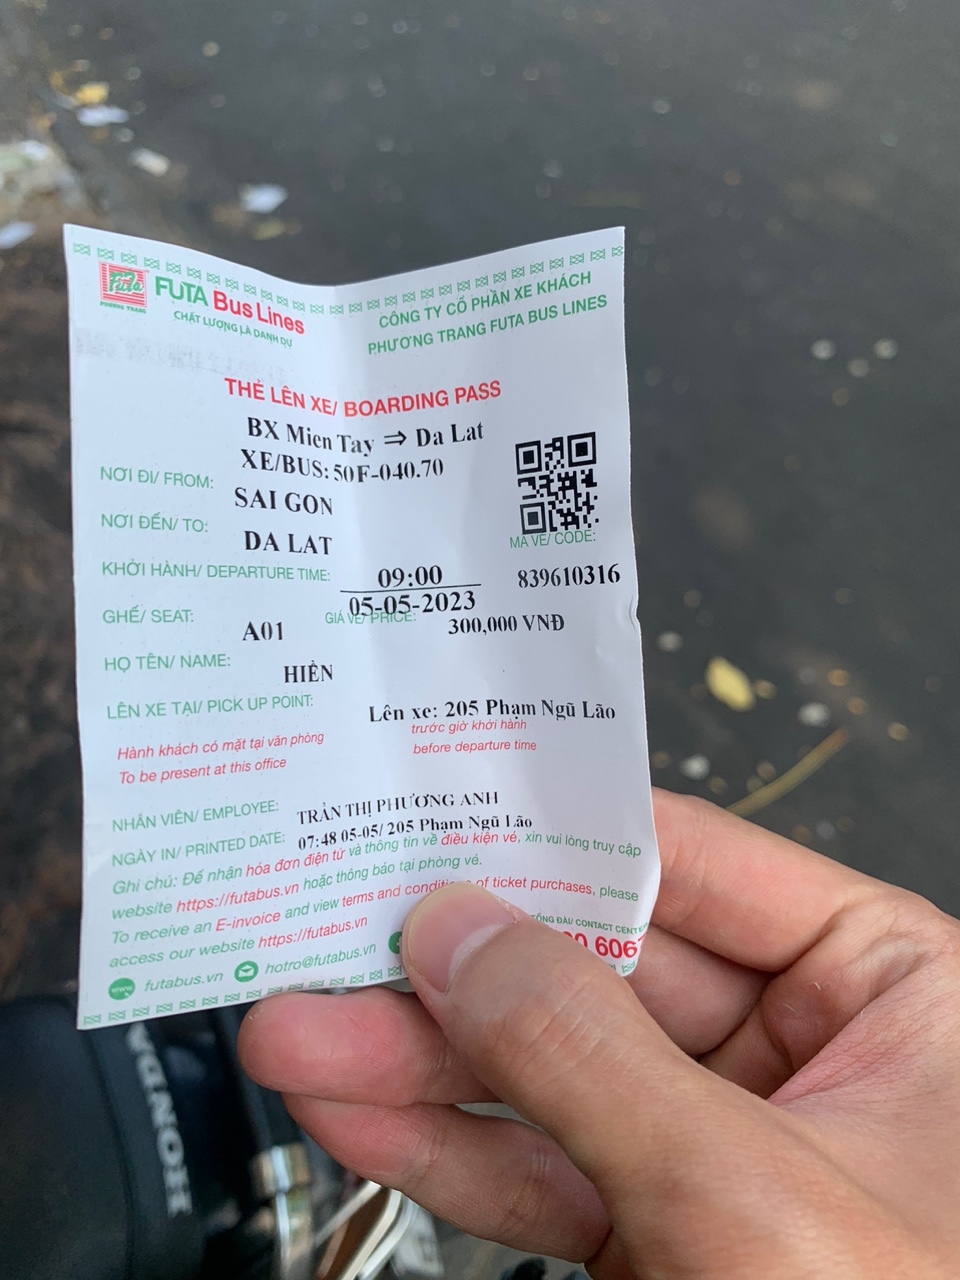 Futa
PHUONG TRANG
FUTA Bus Lines
CHẤT LƯỢNG LÀ DANH DỰ
CÔNG TY CỔ PHẦN XE KHÁCH
PHƯƠNG TRANG FUTA BUS LINES
THẺ LÊN XE/ BOARDING PASS
BX Mien Tay ⇒ Da Lat
XE/BUS: 50F-040.70
NƠI ĐI/ FROM:
SAI GON
NƠI ĐẾN/ TO:
DA LAT
MÃ VÉ/ CODE:
KHỞI HÀNH/ DEPARTURE TIME:
09:00
839610316
05-05-2023
GHẾ/ SEAT:
A01
GIÁ VÉ/ PRICE:
300,000 VNĐ
HỌ TÊN/ NAME:
HIỀN
LÊN XE TẠI/ PICK UP POINT:
Lên xe: 205 Phạm Ngũ Lão
Hành khách có mặt tại văn phòng
trước giờ khởi hành
To be present at this office
before departure time
NHÂN VIÊN/ EMPLOYEE:
TRẦN THỊ PHƯƠNG ANH
NGÀY IN/ PRINTED DATE:
07:48 05-05/ 205 Phạm Ngũ Lão
Ghi chú: Để nhận hóa đơn điện tử và thông tin về điều kiện vé, xin vui lòng truy cập
website https://futabus.vn hoặc thông báo tại phòng vé.
To receive an E-invoice and view terms and of ticket purchases, please
access our website https://futabus.vn
TỔNG ĐÀI/ CONTACT CENTER
www
futabus.vn
hotro@futabus.vn
6067
HONDA